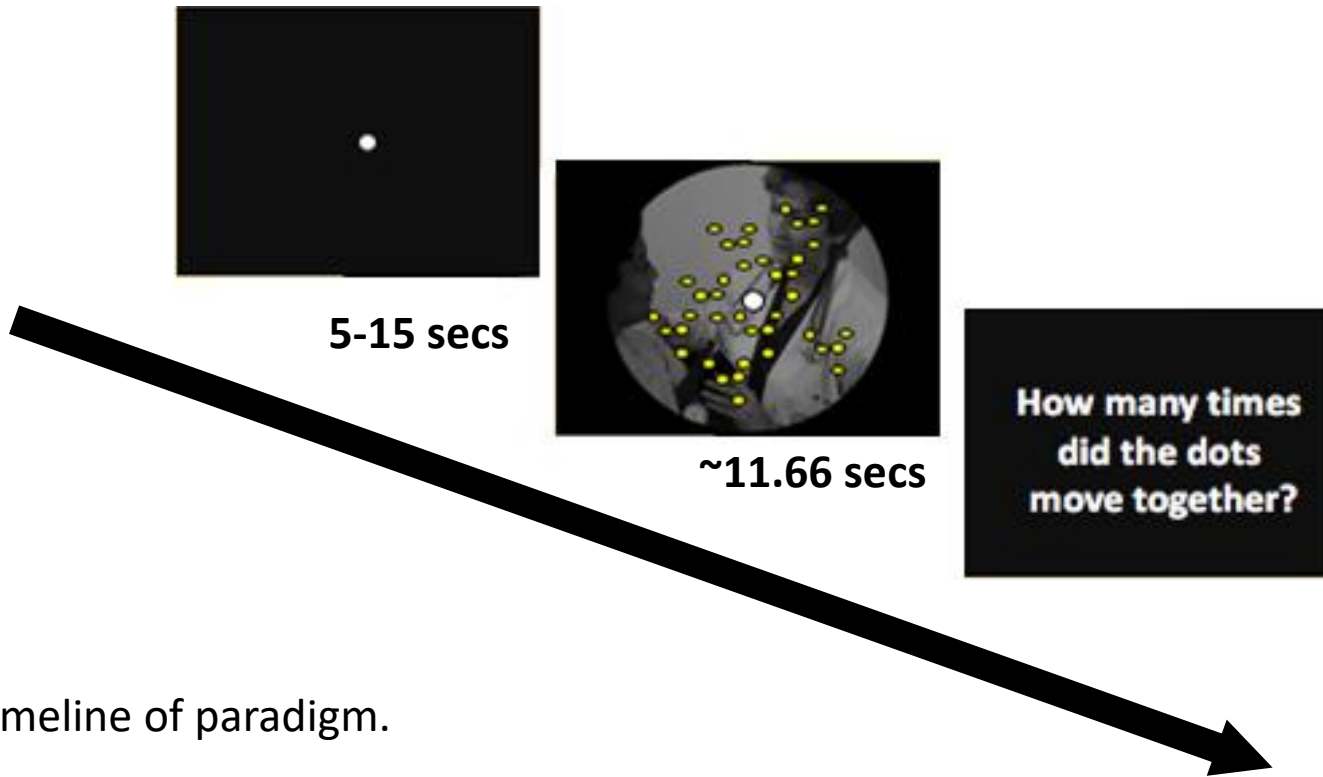 5-15 secs
~11.66 secs
How many times
did the dots
move together?
meline of paradigm.